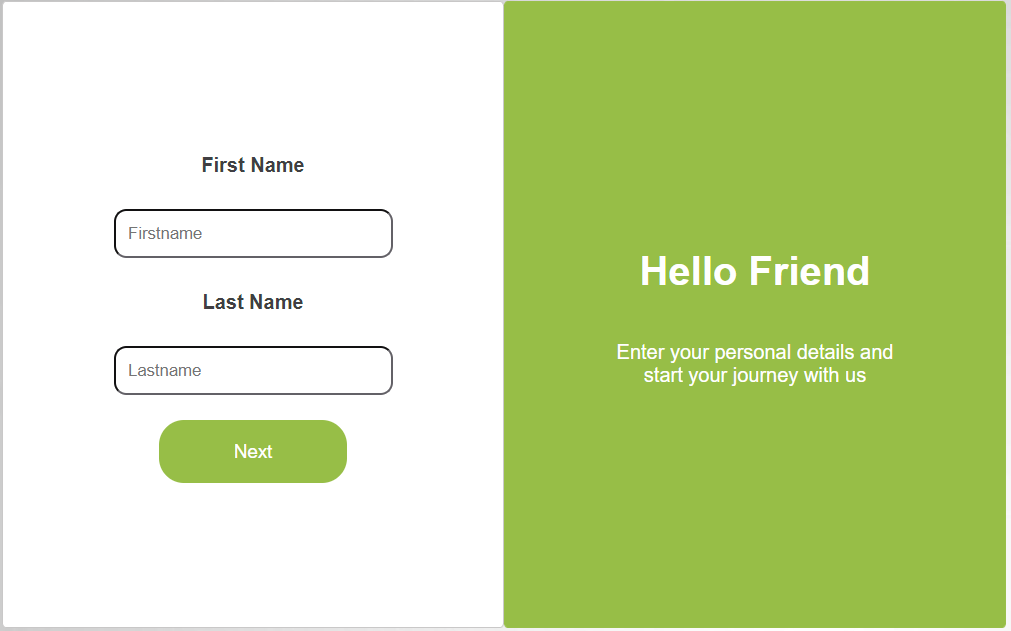 First Name
Firstname
Last Name
Lastname
Next
Hello Friend
Enter your personal details and
start your journey with us